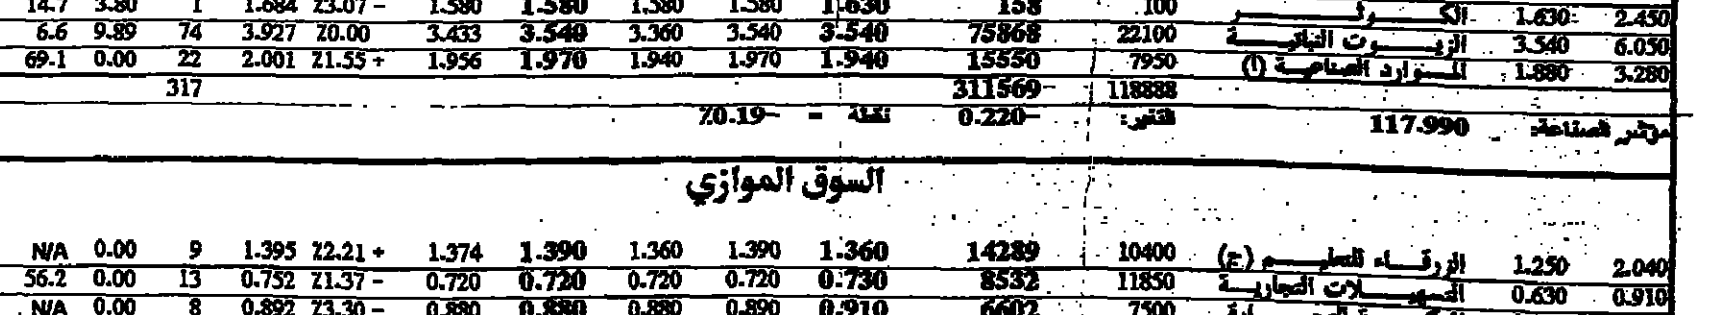 2.450 1.630 الكوثر 100 158 1.630 1.580 1.580 1.580 1.580 -٪3.07 1.684 1 3.80 14.7
6.050 3.540 الزيوت النباتية 22100 75868 3.540 3.540 3.360 3.540 3.433 ٪0.00 3.927 74 9.89 6.6
3.280 1.880 الموارد الصناعية (أ) 7950 15550 1.940 1.970 1.940 1.970 1.956 +٪1.55 2.001 22 0.00 69.1
118888 311569 317
مؤشر الصناعة: 117.990 التغير: -0.220 نقطة = -0.19٪
السوق الموازي
2.040 1.250 الزرقاء للتعليم (ج) 10400 14289 1.360 1.390 1.360 1.390 1.374 +٪2.21 1.395 9 0.00 N/A
0.910 0.630 التسهيلات التجارية 11850 8532 0.730 0.720 0.720 0.720 0.720 -٪1.37 0.752 13 0.00 56.2
7500 6602 0.910 0.890 0.880 0.880 0.880 -٪3.30 0.892 8 0.00 N/A